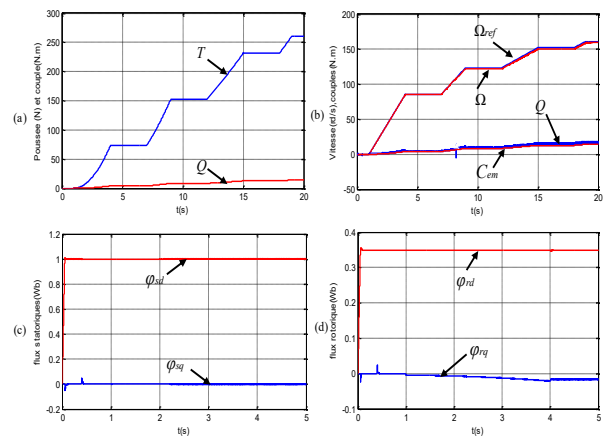 (a)
Poussee (N) et couple(N.m)
300
250
200
150
100
50
0
T
Q
0 5 10 15 20
t(s)
(b)
Vitesse(rd/s),couples(N.m)
200
150
100
50
0
-50
Ωref
Ω
Q
Cem
0 5 10 15 20
t(s)
(c)
flux statoriques(Wb)
1.2
1
0.8
0.6
0.4
0.2
0
-0.2
φsd
φsq
0 1 2 3 4 5
t(s)
(d)
flux rotorique(Wb)
0.4
0.3
0.2
0.1
0
-0.1
φrd
φrq
0 1 2 3 4 5
t(s)